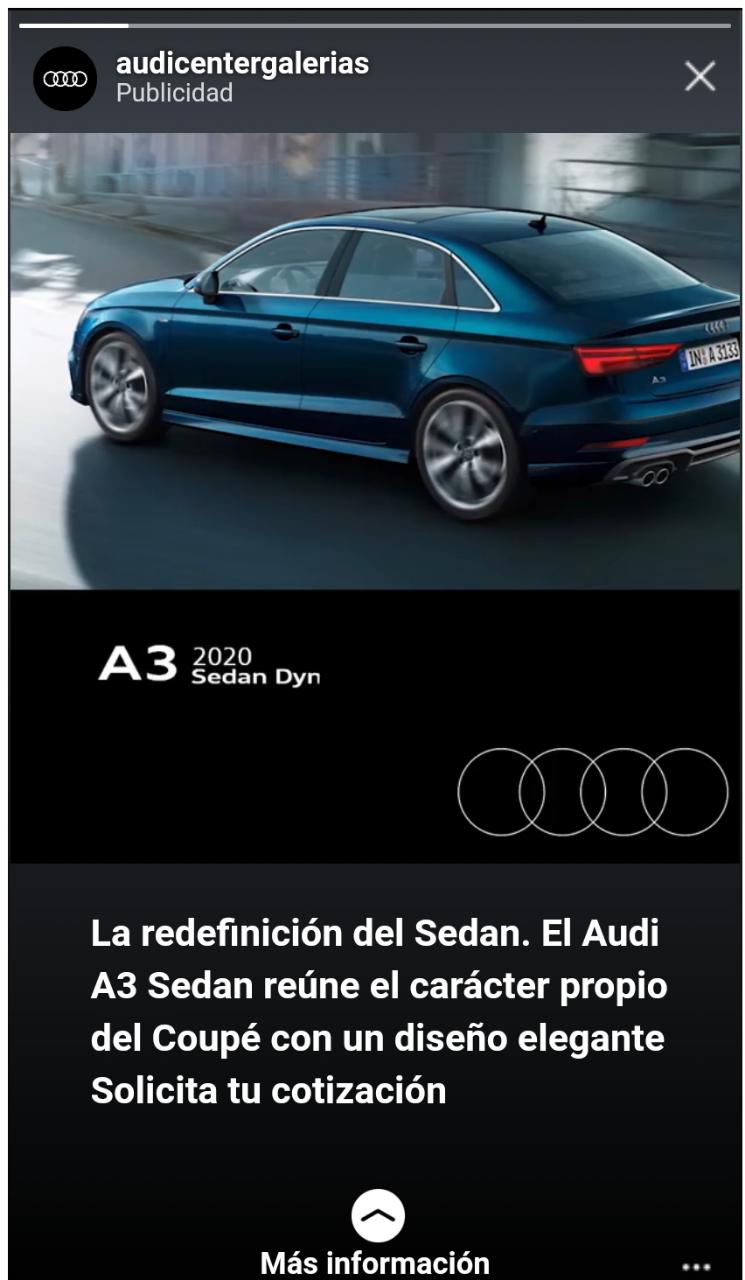 audicentergalerias
Publicidad
IN A 3133
A3
A3 2020
Sedan Dyn
La redefinición del Sedan. El Audi
A3 Sedan reúne el carácter propio
del Coupé con un diseño elegante
Solicita tu cotización
Más información